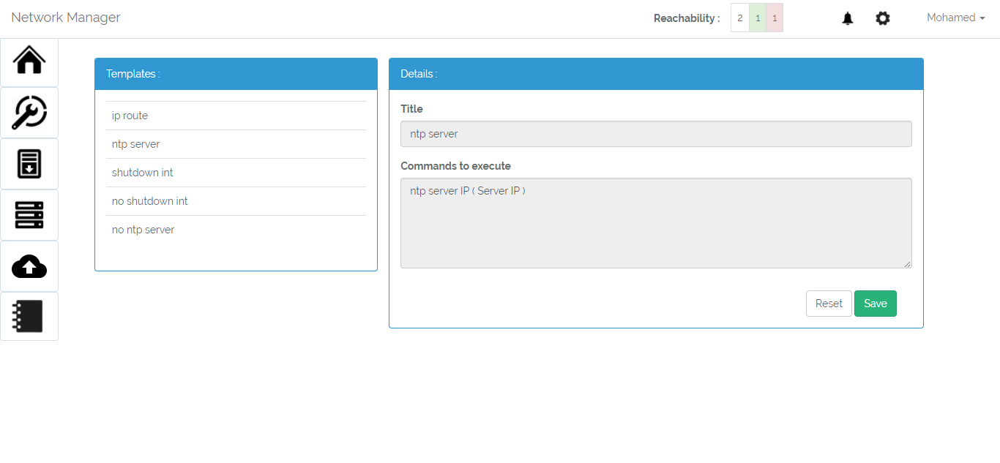 Network Manager
Reachability :
2 1 1
Mohamed
Templates :
ip route
ntp server
shutdown int
no shutdown int
no ntp server
Details :
Title
ntp server
Commands to execute
ntp server IP ( Server IP )
Reset
Save